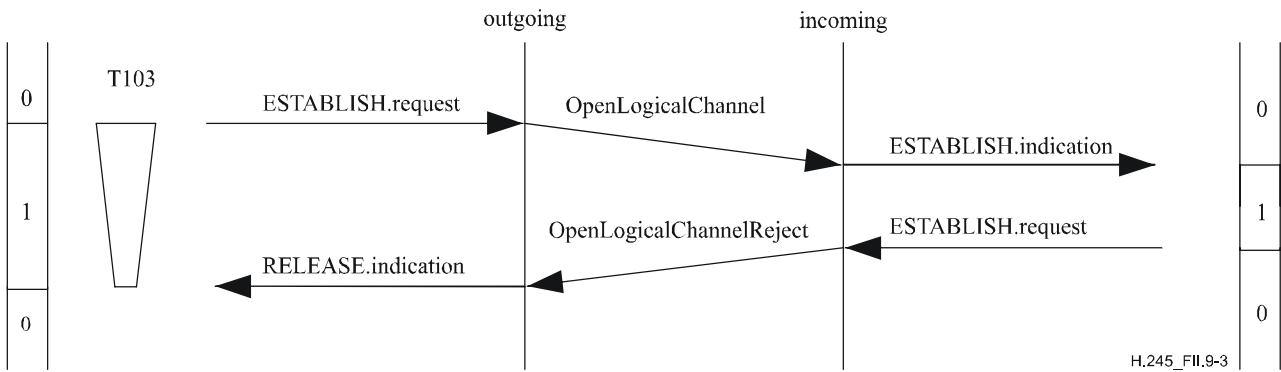 outgoing
incoming
T103
0
0
ESTABLISH.request
OpenLogicalChannel
ESTABLISH.indication
1
1
OpenLogicalChannelReject
ESTABLISH.request
RELEASE.indication
0
0
H.245_FII.9-3